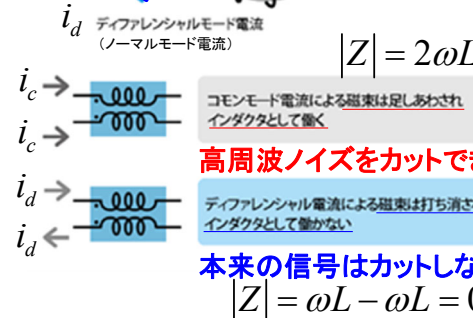 i_d ディファレンシャルモード電流
（ノーマルモード電流）
|Z| = 2ωL
i_c
コモンモード電流による磁束は足しあわされ
インダクタとして働く
i_c
高周波ノイズをカットでき
i_d
ディファレンシャル電流による磁束は打ち消さ
インダクタとして働かない
i_d
本来の信号はカットしな
|Z| = ωL − ωL = 0